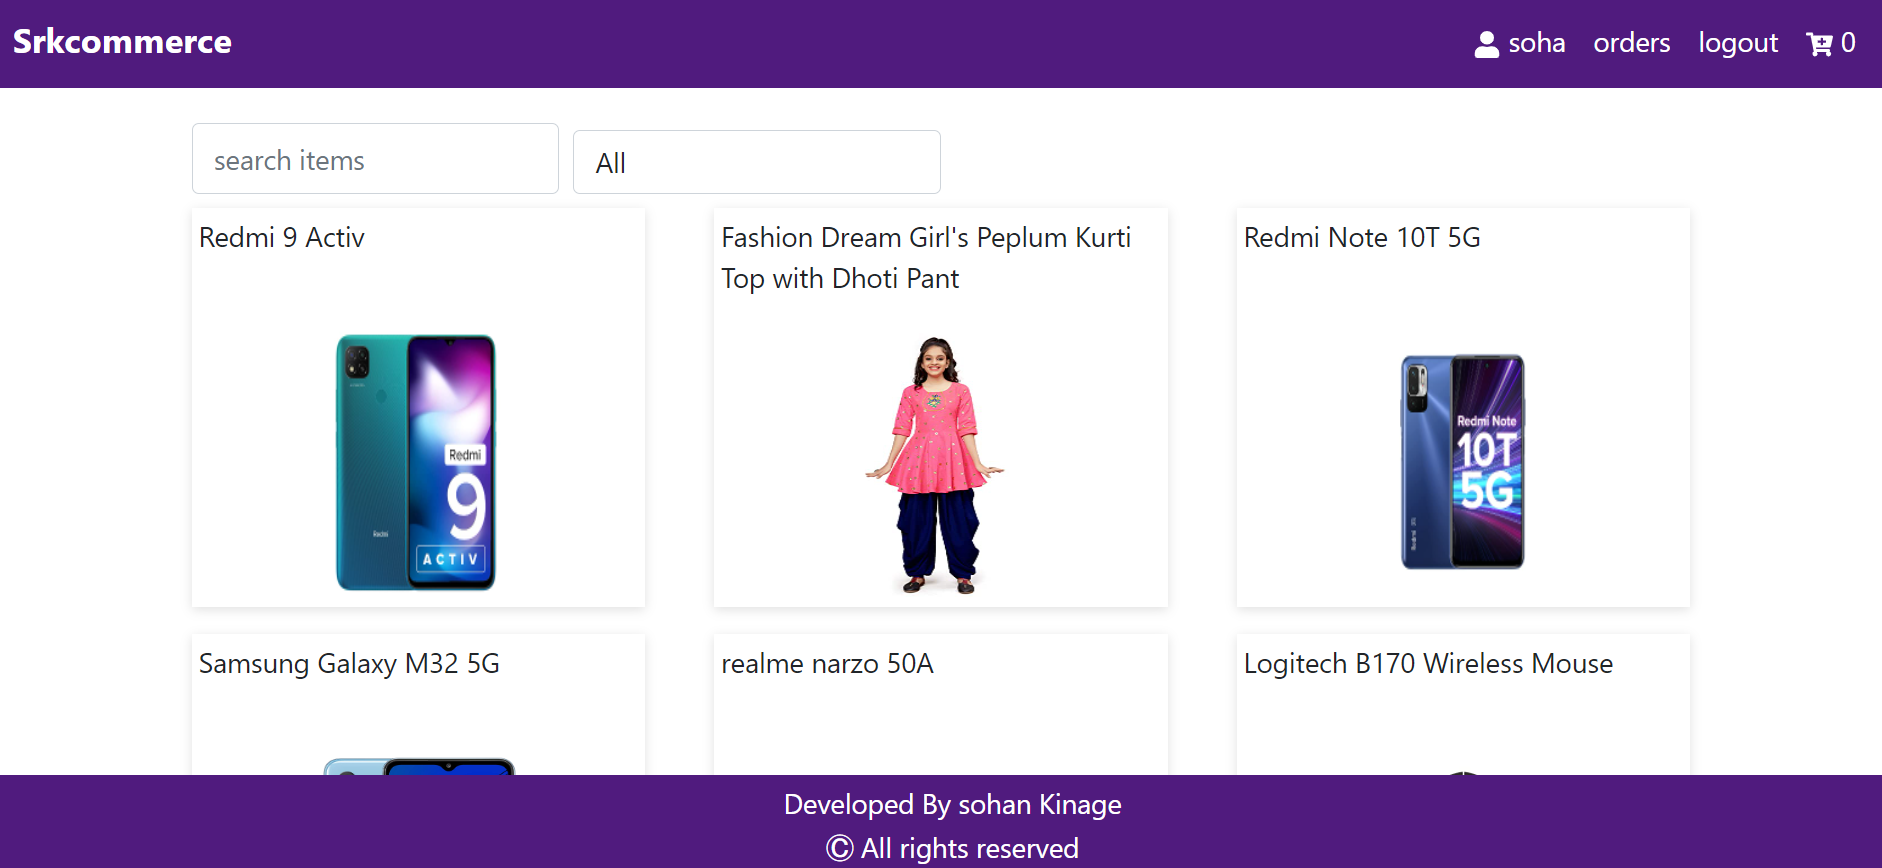 Srkcommerce
soha orders logout 0
search items
All
Redmi 9 Activ
Fashion Dream Girl's Peplum Kurti
Top with Dhoti Pant
Redmi Note 10T 5G
Redmi
9
ACTIV
Redmi
Redmi Note
10T
5G
Samsung Galaxy M32 5G
realme narzo 50A
Logitech B170 Wireless Mouse
Developed By sohan Kinage
© All rights reserved